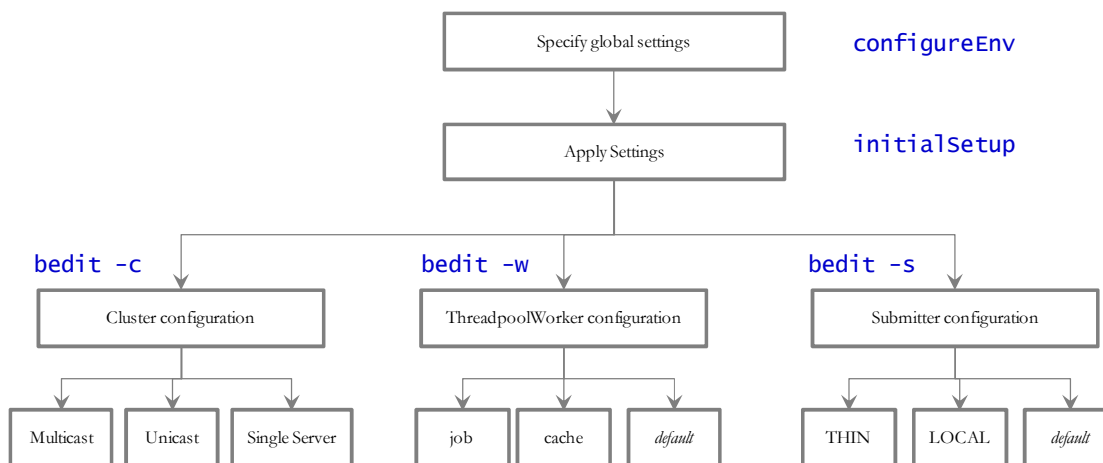 Specify global settings
configureEnv
Apply Settings
initialSetup
bedit -c
bedit -w
bedit -s
Cluster configuration
ThreadpoolWorker configuration
Submitter configuration
Multicast
Unicast
Single Server
job
cache
default
THIN
LOCAL
default